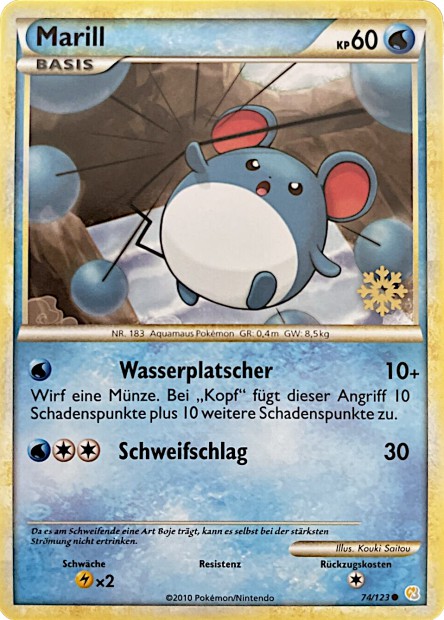 Marill
KP60
BASIS
NR. 183 Aquamaus Pokémon GR: 0,4m GW: 8,5kg
Wasserplatscher 10+
Wirf eine Münze. Bei „Kopf“ fügt dieser Angriff 10
Schadenspunkte plus 10 weitere Schadenspunkte zu.
Schweifschlag 30
Da es am Schweifende eine Art Boje trägt, kann es selbst bei der stärksten
Strömung nicht ertrinken.
Illus. Kouki Saitou
Schwäche Resistenz Rückzugskosten
×2
©2010 Pokémon/Nintendo 74/123